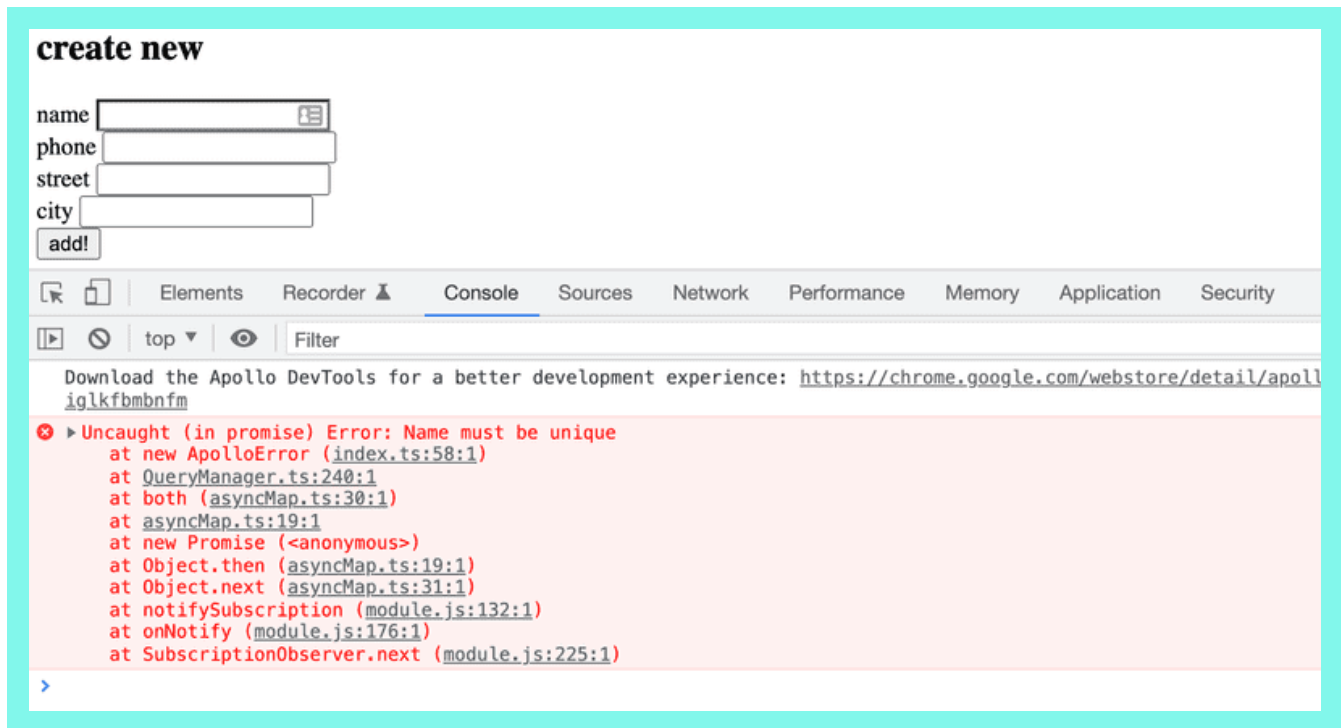 create new
name
phone
street
city
add!
Elements Recorder Console Sources Network Performance Memory Application Security
top Filter
Download the Apollo DevTools for a better development experience: https://chrome.google.com/webstore/detail/apoll
iglkfbmbnfm
Uncaught (in promise) Error: Name must be unique
at new ApolloError (index.ts:58:1)
at QueryManager.ts:240:1
at both (asyncMap.ts:30:1)
at asyncMap.ts:19:1
at new Promise (<anonymous>)
at Object.then (asyncMap.ts:19:1)
at Object.next (asyncMap.ts:31:1)
at notifySubscription (module.js:132:1)
at onNotify (module.js:176:1)
at SubscriptionObserver.next (module.js:225:1)